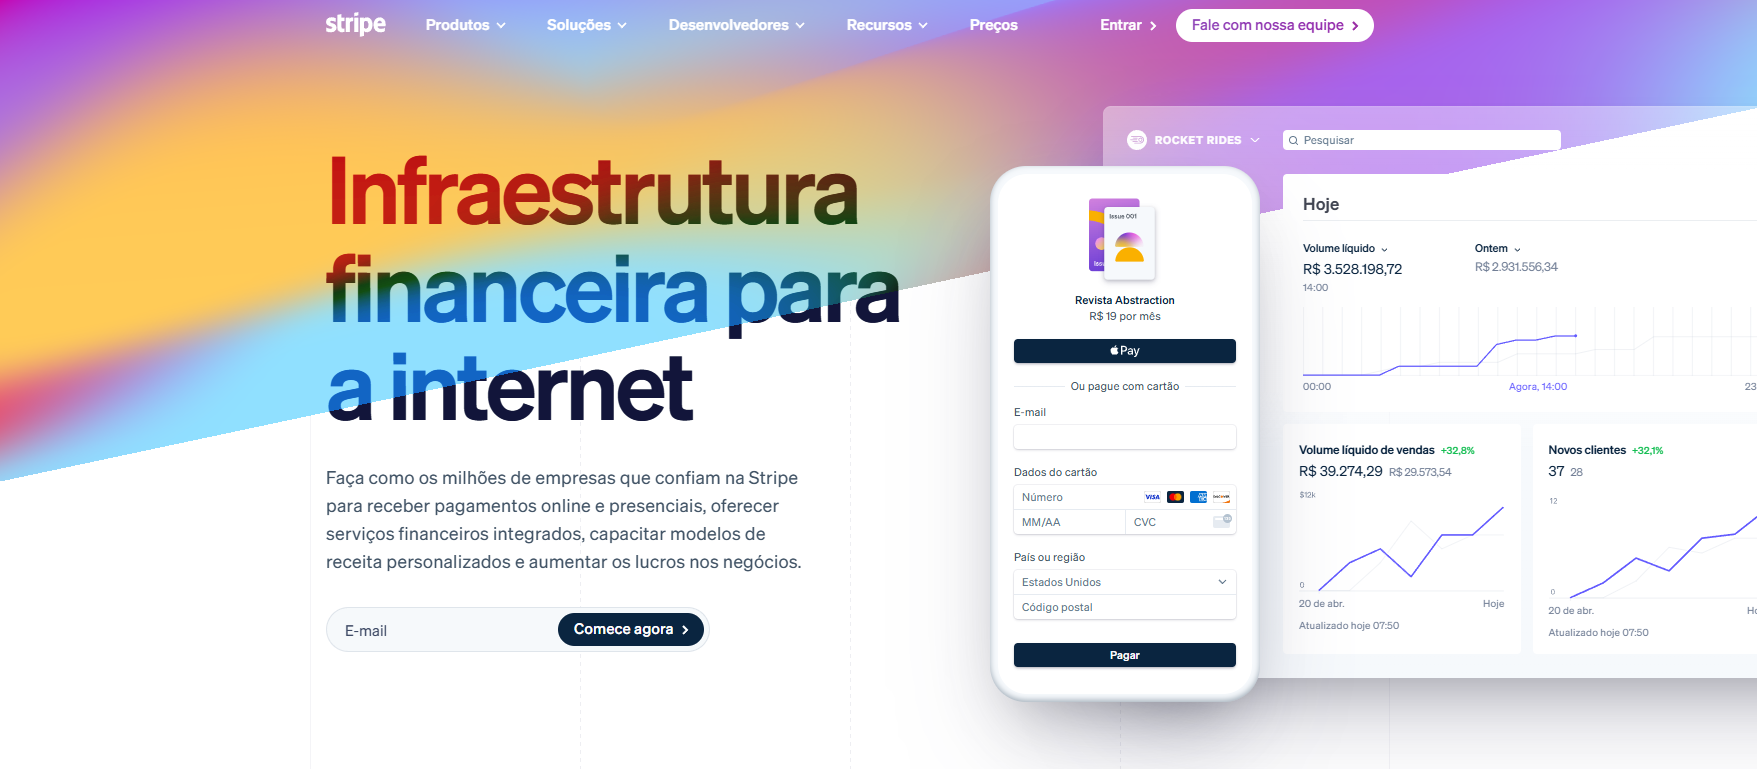 stripe
Produtos
Soluções
Desenvolvedores
Recursos
Preços
Entrar
Fale com nossa equipe
Infraestrutura
financeira para
a internet
Faça como os milhões de empresas que confiam na Stripe
para receber pagamentos online e presenciais, oferecer
serviços financeiros integrados, capacitar modelos de
receita personalizados e aumentar os lucros nos negócios.
E-mail
Comece agora
Issue 001
Revista Abstraction
R$ 19 por mês
Pay
Ou pague com cartão
E-mail
Dados do cartão
Número
VISA
MM/AA
CVC
País ou região
Estados Unidos
Código postal
Pagar
ROCKET RIDES
Pesquisar
Hoje
Volume líquido
Ontem
R$ 3.528.198,72
R$ 2.931.556,34
14:00
00:00
Agora, 14:00
23
Volume líquido de vendas +32,8%
R$ 39.274,29 R$ 29.573,54
$12k
0
20 de abr.
Hoje
Atualizado hoje 07:50
Novos clientes +32,1%
37 28
12
0
20 de abr.
Atualizado hoje 07:50